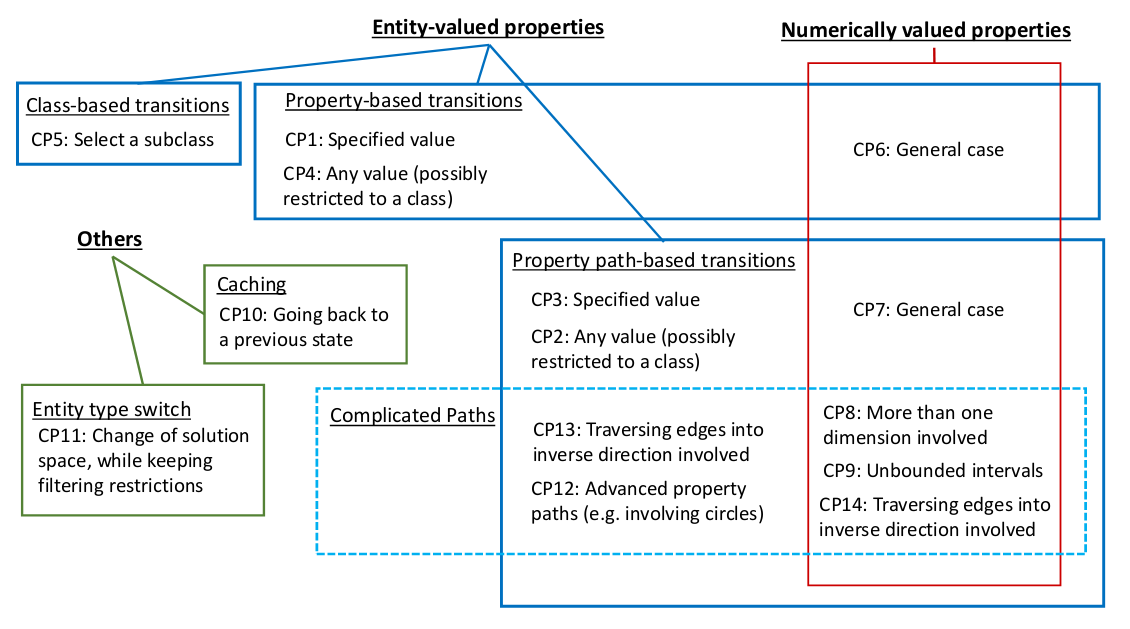 Entity-valued properties
Numerically valued properties
Class-based transitions
CP5: Select a subclass
Property-based transitions
CP1: Specified value
CP4: Any value (possibly
restricted to a class)
CP6: General case
Others
Caching
CP10: Going back to
a previous state
Entity type switch
CP11: Change of solution
space, while keeping
filtering restrictions
Property path-based transitions
CP3: Specified value
CP2: Any value (possibly
restricted to a class)
CP7: General case
Complicated Paths
CP13: Traversing edges into
inverse direction involved
CP12: Advanced property
paths (e.g. involving circles)
CP8: More than one
dimension involved
CP9: Unbounded intervals
CP14: Traversing edges into
inverse direction involved